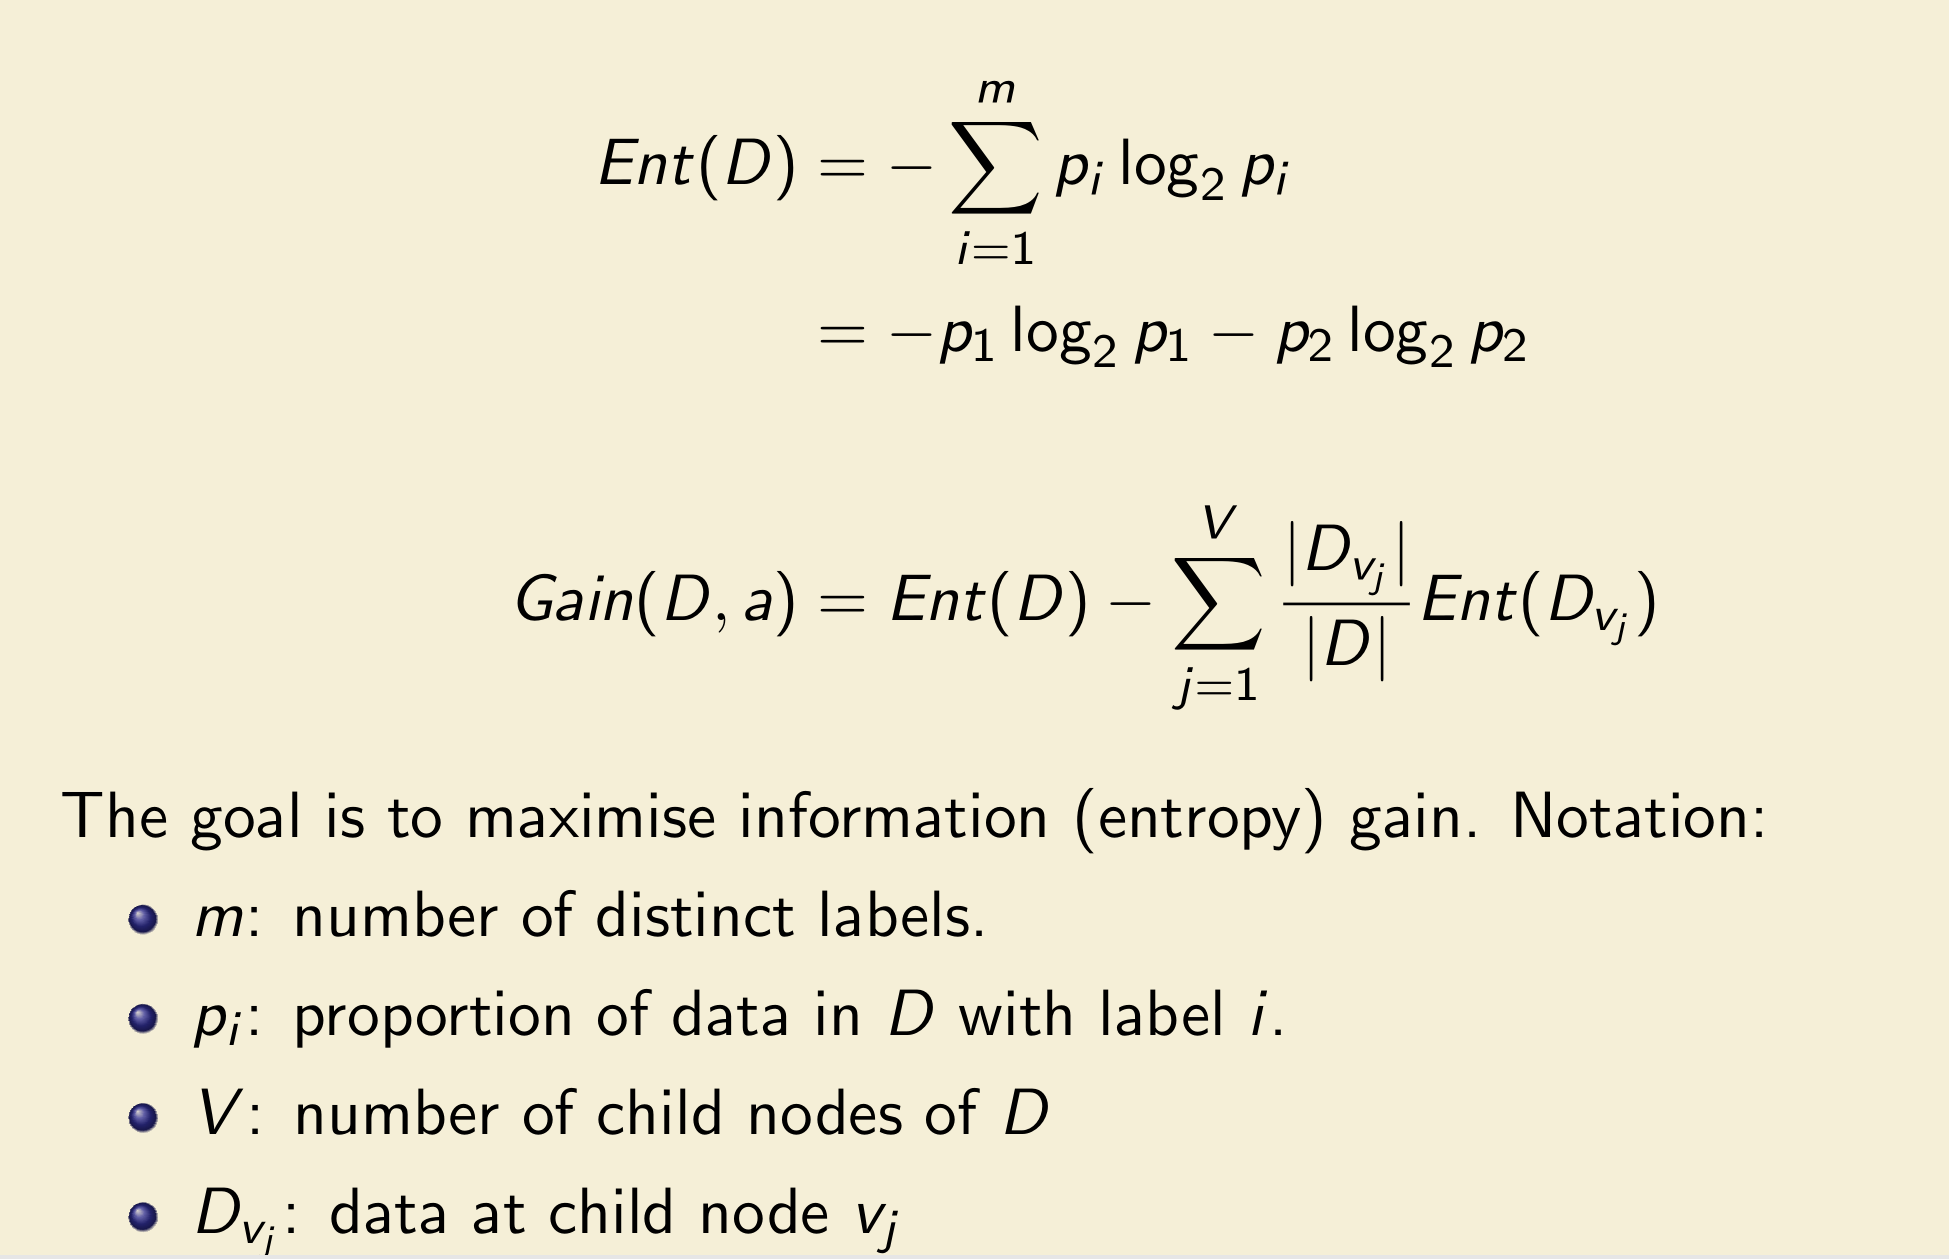 Ent(D) = − ∑_{i=1}^{m} p_i log_2 p_i
= −p_1 log_2 p_1 − p_2 log_2 p_2
Gain(D, a) = Ent(D) − ∑_{j=1}^{V} \frac{|D_{v_j}|}{|D|} Ent(D_{v_j})
The goal is to maximise information (entropy) gain. Notation:
• m: number of distinct labels.
• p_i: proportion of data in D with label i.
• V: number of child nodes of D
• D_{v_j}: data at child node v_j